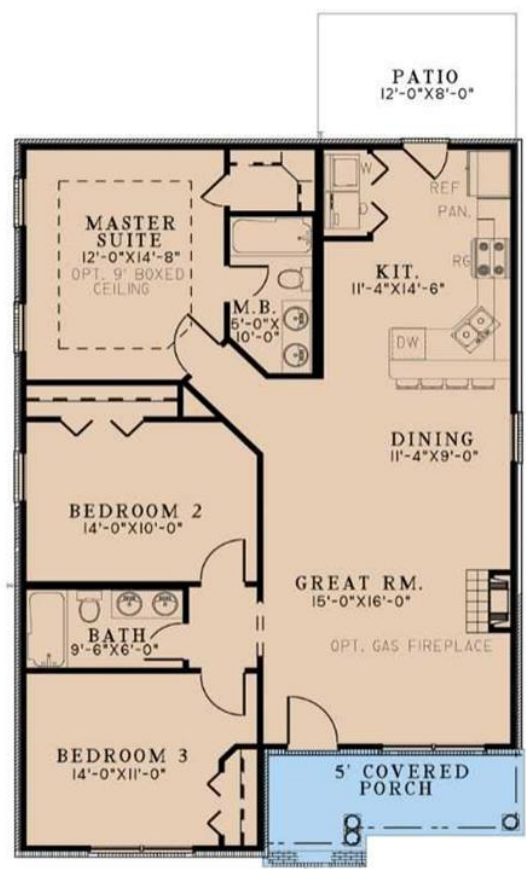 PATIO
12'-0"X8'-0"
MASTER
SUITE
12'-0"X14'-8"
OPT. 9' BOXED
CEILING
W
D
REF
PAN.
RG
KIT.
11'-4"X14'-6"
M.B.
5'-0"X
10'-0"
DW
DINING
11'-4"X9'-0"
BEDROOM 2
14'-0"X10'-0"
GREAT RM.
15'-0"X16'-0"
OPT. GAS FIREPLACE
BATH
9'-6"X6'-0"
BEDROOM 3
14'-0"X11'-0"
5' COVERED
PORCH